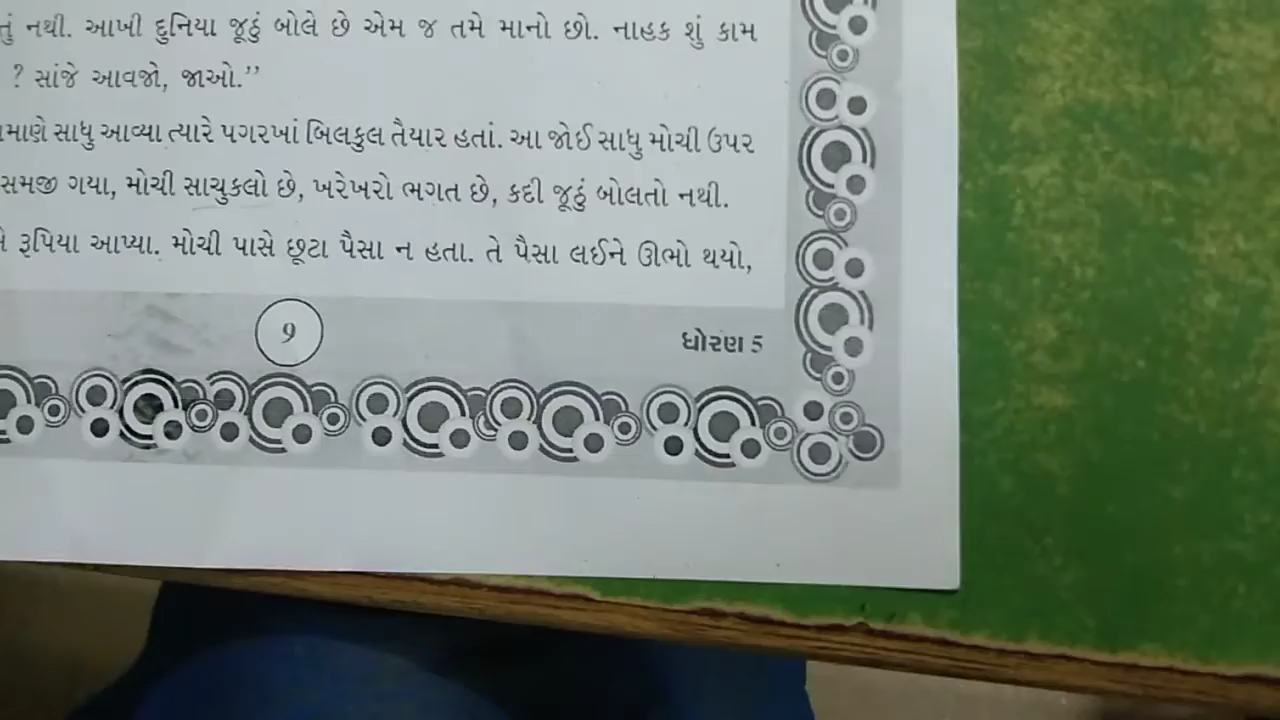 નથી. આખી દુનિયા જૂઠું બોલે છે એમ જ તમે માનો છો. નાહક શું કામ
? સાંજે આવજો, જાઓ.”
સાધુ આવ્યા ત્યારે પગરખાં બિલકુલ તૈયાર હતાં. આ જોઈ સાધુ મોચી ઉપર
સમજી ગયા, મોચી સાચુકલો છે, ખરેખરો ભગત છે, કદી જૂઠું બોલતો નથી.
રૂપિયા આપ્યા. મોચી પાસે છૂટા પૈસા ન હતા. તે પૈસા લઈને ઊભો થયો,
9
ધોરણ 5